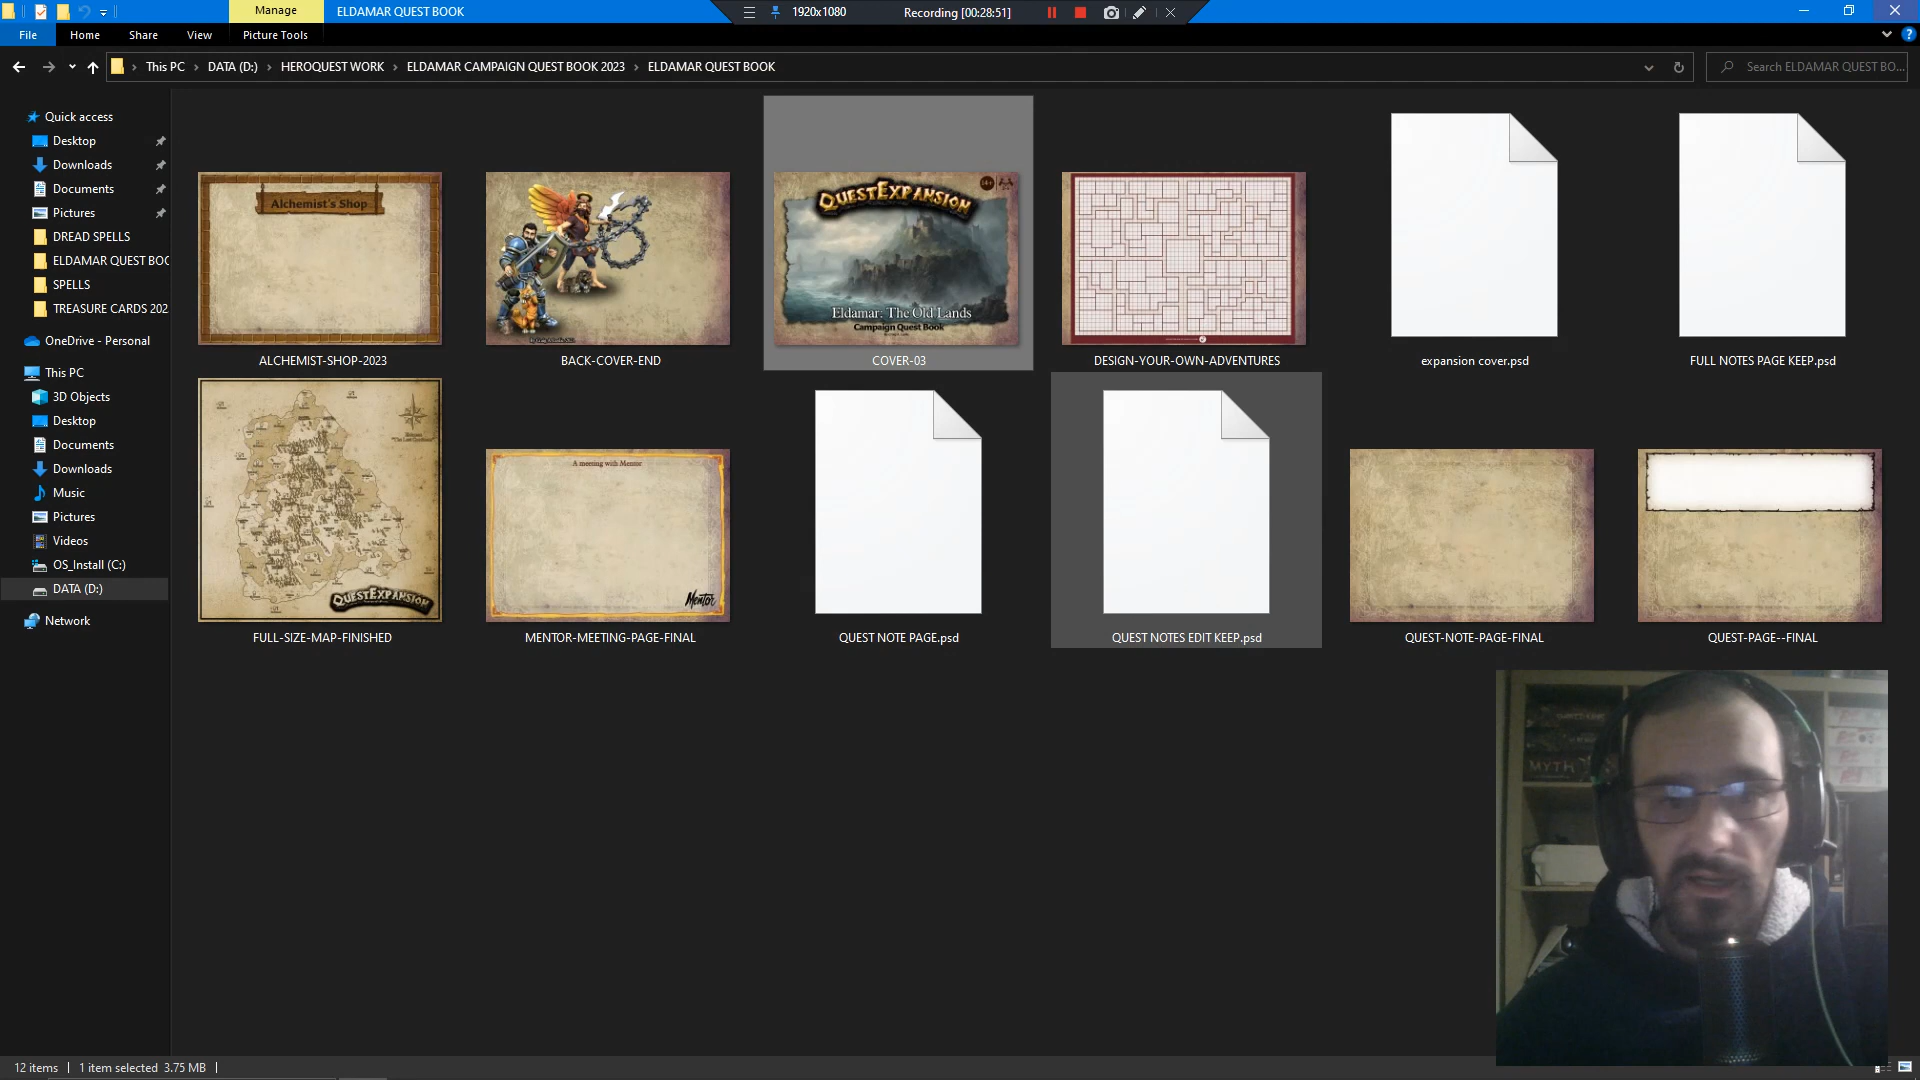 Manage
ELDAMAR QUEST BOOK
1920x1080
Recording [00:28:51]
File
Home
Share
View
Picture Tools
This PC
DATA (D:)
HEROQUEST WORK
ELDAMAR CAMPAIGN QUEST BOOK 2023
ELDAMAR QUEST BOOK
Search ELDAMAR QUEST BO...
Quick access
Desktop
Downloads
Documents
Pictures
DREAD SPELLS
ELDAMAR QUEST BOO
SPELLS
TREASURE CARDS 202
OneDrive - Personal
This PC
3D Objects
Desktop
Documents
Downloads
Music
Pictures
Videos
OS_Install (C:)
DATA (D:)
Network
Alchemist's Shop
QUESTEXPANSION
14+
Eldamar: The Old Lands
Campaign Quest Book
ALCHEMIST-SHOP-2023
BACK-COVER-END
COVER-03
DESIGN-YOUR-OWN-ADVENTURES
expansion cover.psd
FULL NOTES PAGE KEEP.psd
QUESTEXPANSION
A meeting with Mentor
Mentor
FULL-SIZE-MAP-FINISHED
MENTOR-MEETING-PAGE-FINAL
QUEST NOTE PAGE.psd
QUEST NOTES EDIT KEEP.psd
QUEST-NOTE-PAGE-FINAL
QUEST-PAGE--FINAL
MYTH
12 items
1 item selected 3.75 MB